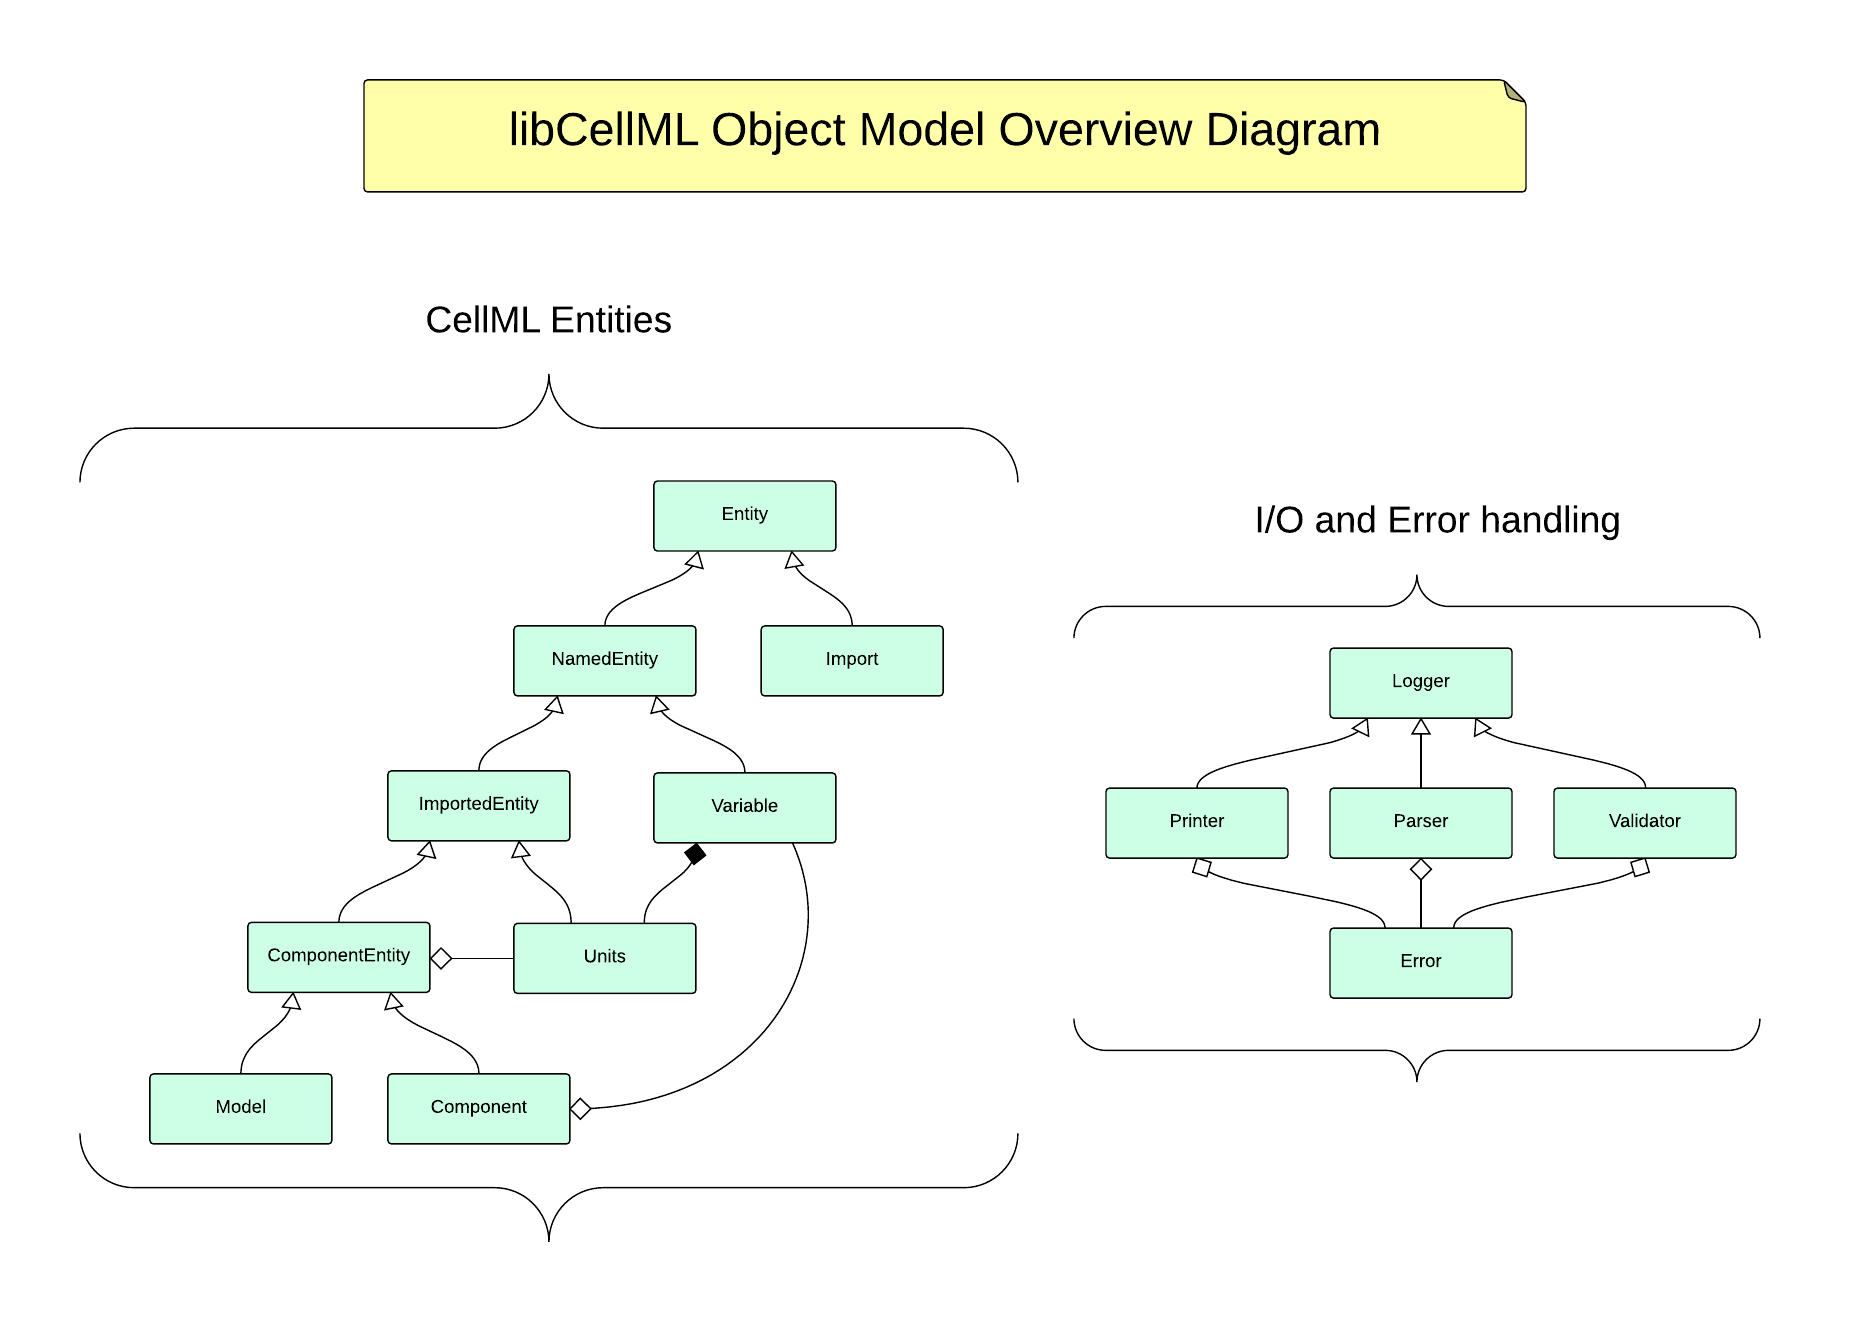 libCellML Object Model Overview Diagram
CellML Entities
Entity
NamedEntity
Import
ImportedEntity
Variable
ComponentEntity
Units
Model
Component
I/O and Error handling
Logger
Printer
Parser
Validator
Error